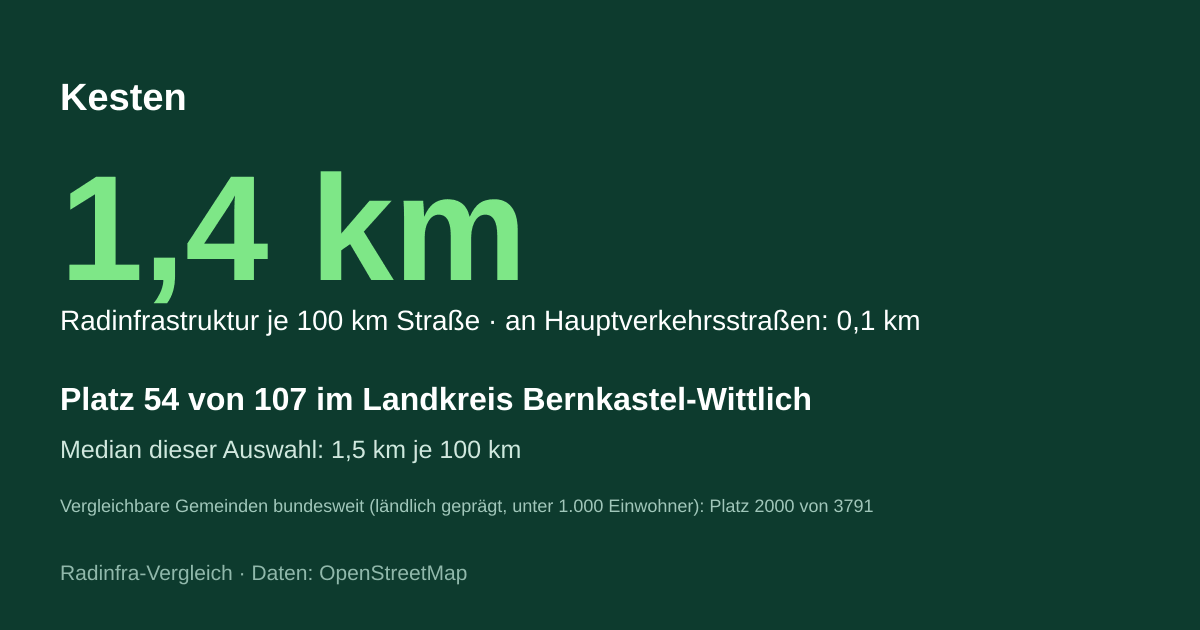 Kesten
1,4 km
Radinfrastruktur je 100 km Straße · an Hauptverkehrsstraßen: 0,1 km
Platz 54 von 107 im Landkreis Bernkastel-Wittlich
Median dieser Auswahl: 1,5 km je 100 km
Vergleichbare Gemeinden bundesweit (ländlich geprägt, unter 1.000 Einwohner): Platz 2000 von 3791
Radinfra-Vergleich · Daten: OpenStreetMap